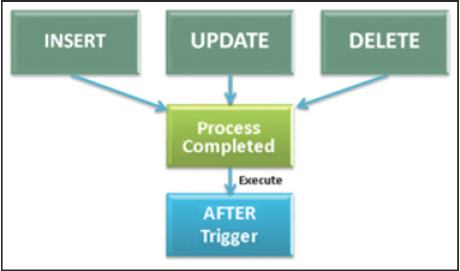 INSERT
UPDATE
DELETE
Process
Completed
Execute
AFTER
Trigger